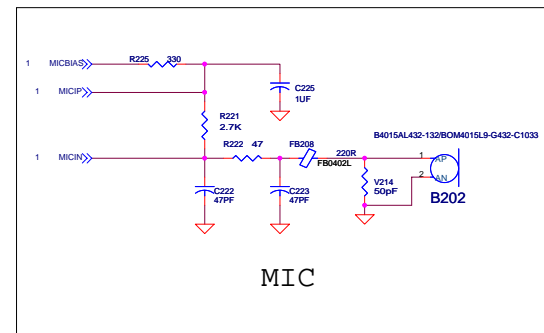 1 MICBIAS R225 330
C225
1UF
1 MICIP
R221
2.7K
B4015AL432-132/BOM4015L9-G432-C1033
R222 47 FB208
1 MICIN 220R 1 AP
FB0402L
V214
50pF
2 AN
B202
C222
47PF
C223
47PF
MIC